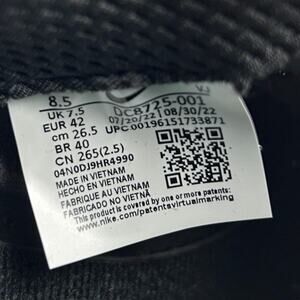 8.5
UK 7.5 DC8725-001
EUR 42 07/20/22 08/30/22
cm 26.5 UPC 00196151733871
BR 40
CN 265(2.5)
04N0DJ9HR4990
MADE IN VIETNAM
HECHO EN VIETNAM
FABRICADO NO VIETNÃ
This product is covered by one or more patents
www.nike.com/patentsvirtualmarking